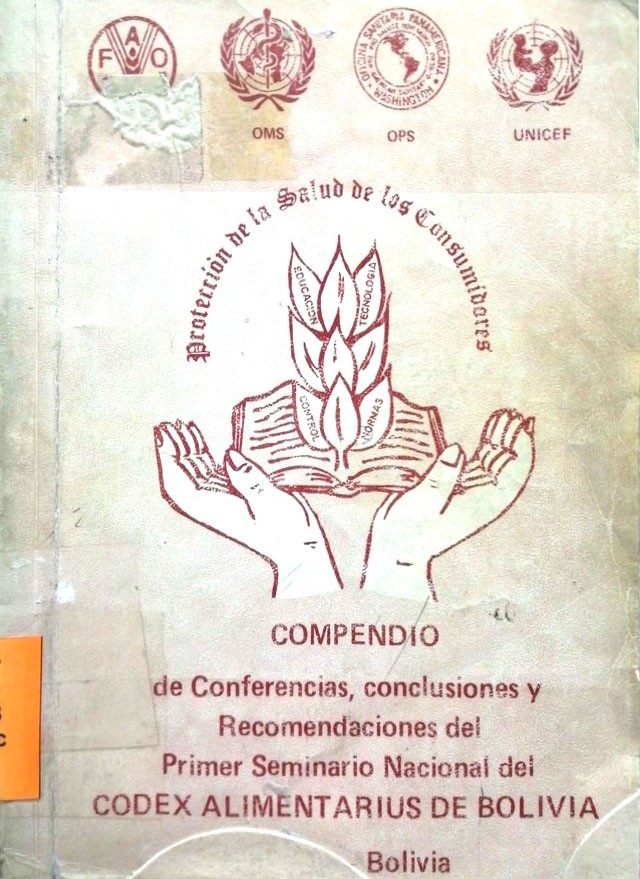 FAO
OMS
OPS
UNICEF
OFICINA SANITARIA PANAMERICANA
WASHINGTON
Protección de la Salud de los Consumidores
EDUCACION
TECNOLOGIA
CONTROL
NORMAS
COMPENDIO
de Conferencias, conclusiones y
Recomendaciones del
Primer Seminario Nacional del
CODEX ALIMENTARIUS DE BOLIVIA
Bolivia